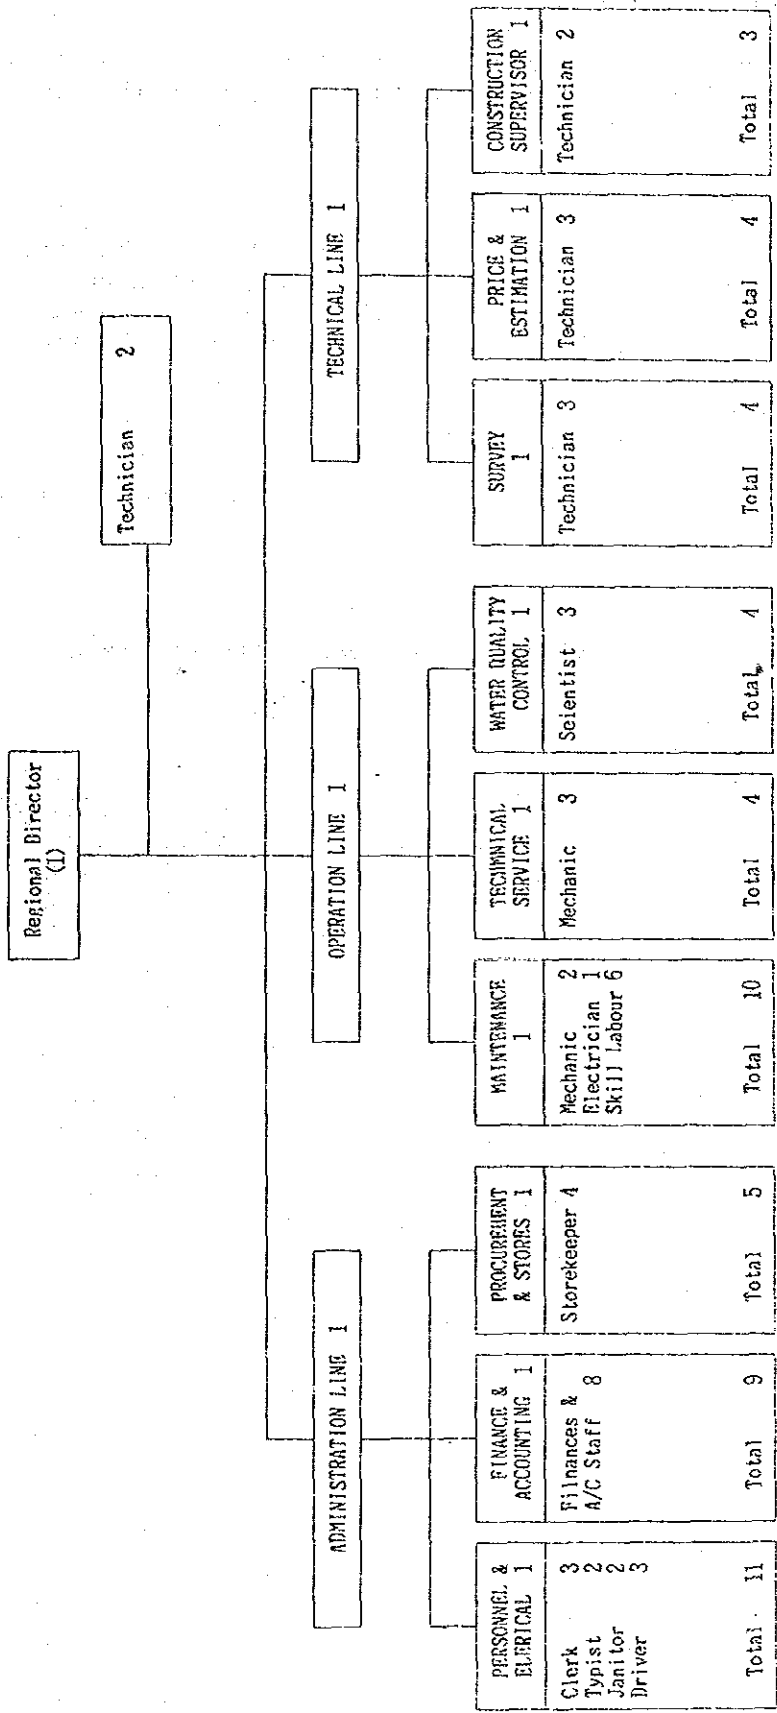 Regional Director
(1)
Technician 2
ADMINISTRATION LINE 1
OPERATION LINE 1
TECHNICAL LINE 1
PERSONNEL &
ELERICAL 1
Clerk 3
Typist 2
Janitor 2
Driver 3
Total 11
FINANCE &
ACCOUNTING 1
Filnances &
A/C Staff 8
Total 9
PROCUREMENT
& STORES 1
Storekeeper 4
Total 5
MAINTENANCE
1
Mechanic 2
Electrician 1
Skill Labour 6
Total 10
TECHNNICAL
SERVICE 1
Mechanic 3
Total 4
WATER QUALITY
CONTROL 1
Scientist 3
Total 4
SURVEY
1
Technician 3
Total 4
PRICE &
ESTIMATION 1
Technician 3
Total 4
CONSTRUCTION
SUPERVISOR 1
Technician 2
Total 3